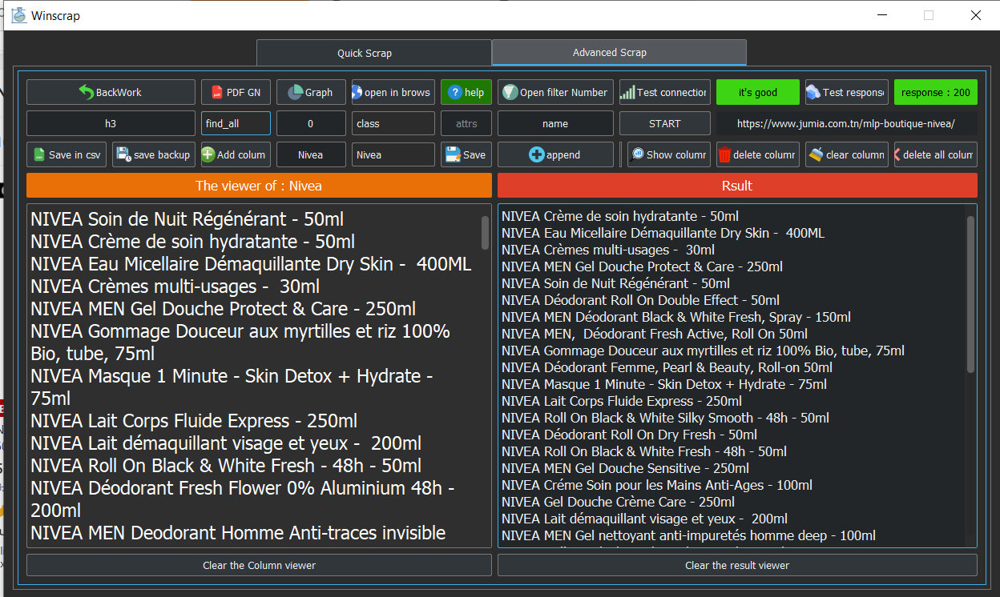 Winscrap
Quick Scrap
Advanced Scrap
BackWork
PDF GN
Graph
open in brows
help
Open filter Number
Test connection
it's good
Test response
response : 200
h3
find_all
0
class
attrs
name
START
https://www.jumia.com.tn/mlp-boutique-nivea/
Save in csv
save backup
Add colum
Nivea
Nivea
Save
append
Show column
delete column
clear column
delete all colum
The viewer of : Nivea
Rsult
NIVEA Soin de Nuit Régénérant - 50ml
NIVEA Crème de soin hydratante - 50ml
NIVEA Eau Micellaire Démaquillante Dry Skin -  400ML
NIVEA Crèmes multi-usages -  30ml
NIVEA MEN Gel Douche Protect & Care - 250ml
NIVEA Gommage Douceur aux myrtilles et riz 100%
Bio, tube, 75ml
NIVEA Masque 1 Minute - Skin Detox + Hydrate -
75ml
NIVEA Lait Corps Fluide Express - 250ml
NIVEA Lait démaquillant visage et yeux -  200ml
NIVEA Roll On Black & White Fresh - 48h - 50ml
NIVEA Déodorant Fresh Flower 0% Aluminium 48h -
200ml
NIVEA MEN Deodorant Homme Anti-traces invisible
NIVEA Crème de soin hydratante - 50ml
NIVEA Eau Micellaire Démaquillante Dry Skin -  400ML
NIVEA Crèmes multi-usages -  30ml
NIVEA MEN Gel Douche Protect & Care - 250ml
NIVEA Soin de Nuit Régénérant - 50ml
NIVEA Déodorant Roll On Double Effect - 50ml
NIVEA MEN Déodorant Black & White Fresh, Spray - 150ml
NIVEA MEN,  Déodorant Fresh Active, Roll On 50ml
NIVEA Gommage Douceur aux myrtilles et riz 100% Bio, tube, 75ml
NIVEA Déodorant Femme, Pearl & Beauty, Roll-on 50ml
NIVEA Masque 1 Minute - Skin Detox + Hydrate - 75ml
NIVEA Lait Corps Fluide Express - 250ml
NIVEA Roll On Black & White Silky Smooth - 48h - 50ml
NIVEA Déodorant Roll On Dry Fresh - 50ml
NIVEA Roll On Black & White Fresh - 48h - 50ml
NIVEA MEN Gel Douche Sensitive - 250ml
NIVEA Créme Soin pour les Mains Anti-Ages - 100ml
NIVEA Gel Douche Crème Care - 250ml
NIVEA Lait démaquillant visage et yeux -  200ml
NIVEA MEN Gel nettoyant anti-impuretés homme deep - 100ml
Clear the Column viewer
Clear the result viewer